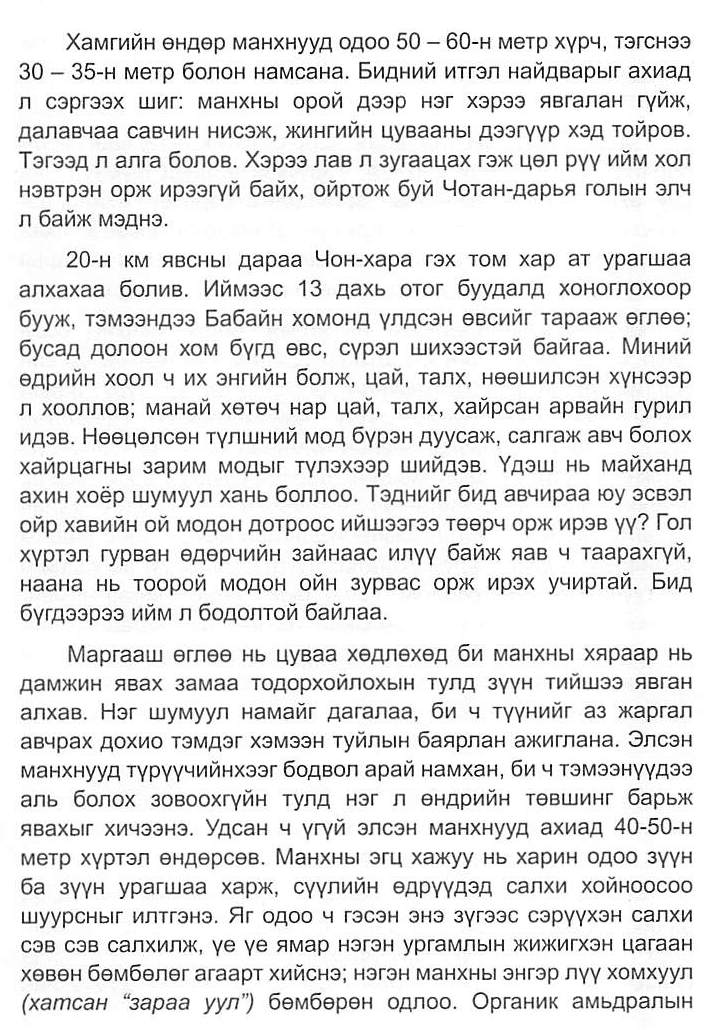 Хамгийн өндөр манхнууд одоо 50 – 60-н метр хүрч, тэгснээ
30 – 35-н метр болон намсана. Бидний итгэл найдварыг ахиад
л сэргээх шиг: манхны орой дээр нэг хэрээ явгалан гүйж,
далавчаа савчин нисэж, жингийн цувааны дээгүүр хэд тойров.
Тэгээд л алга болов. Хэрээ лав л зугаацах гэж цөл рүү ийм хол
нэвтрэн орж ирээгүй байх, ойртож буй Чотан-дарья голын элч
л байж мэднэ.
20-н км явсны дараа Чон-хара гэх том хар ат урагшаа
алхахаа болив. Иймээс 13 дахь отог буудалд хоноглохоор
бууж, тэмээндээ Бабайн хомонд үлдсэн өвсийг тарааж өглөө;
бусад долоон хом бүгд өвс, сүрэл шихээстэй байгаа. Миний
өдрийн хоол ч их энгийн болж, цай, талх, нөөшилсөн хүнсээр
л хооллов; манай хөтөч нар цай, талх, хайрсан арвайн гурил
идэв. Нөөцөлсөн түлшний мод бүрэн дуусаж, салгаж авч болох
хайрцагны зарим модыг түлэхээр шийдэв. Үдэш нь майханд
ахин хоёр шумуул хань боллоо. Тэднийг бид авчираа юу эсвэл
ойр хавийн ой модон дотроос ийшээгээ төөрч орж ирэв үү? Гол
хүртэл гурван өдөрчийн зайнаас илүү байж яав ч таарахгүй,
наана нь тоорой модон ойн зурвас орж ирэх учиртай. Бид
бүгдээрээ ийм л бодолтой байлаа.
Маргааш өглөө нь цуваа хөдлөхөд би манхны хяраар нь
дамжин явах замаа тодорхойлохын тулд зүүн тийшээ явган
алхав. Нэг шумуул намайг дагалаа, би ч түүнийг аз жаргал
авчрах дохио тэмдэг хэмээн туйлын баярлан ажиглана. Элсэн
манхнууд түрүүчийнхээг бодвол арай намхан, би ч тэмээнүүдээ
аль болох зовоохгүйн тулд нэг л өндрийн төвшинг барьж
явахыг хичээнэ. Удсан ч үгүй элсэн манхнууд ахиад 40-50-н
метр хүртэл өндөрсөв. Манхны эгц хажуу нь харин одоо зүүн
ба зүүн урагшаа харж, сүүлийн өдрүүдэд салхи хойноосоо
шуурсныг илтгэнэ. Яг одоо ч гэсэн энэ зүгээс сэрүүхэн салхи
сэв сэв салхилж, үе үе ямар нэгэн ургамлын жижигхэн цагаан
хөвөн бөмбөлөг агаарт хийснэ; нэгэн манхны энгэр лүү хомхуул
(хатсан “зараа уул”) бөмбөрөн одлоо. Органик амьдралын